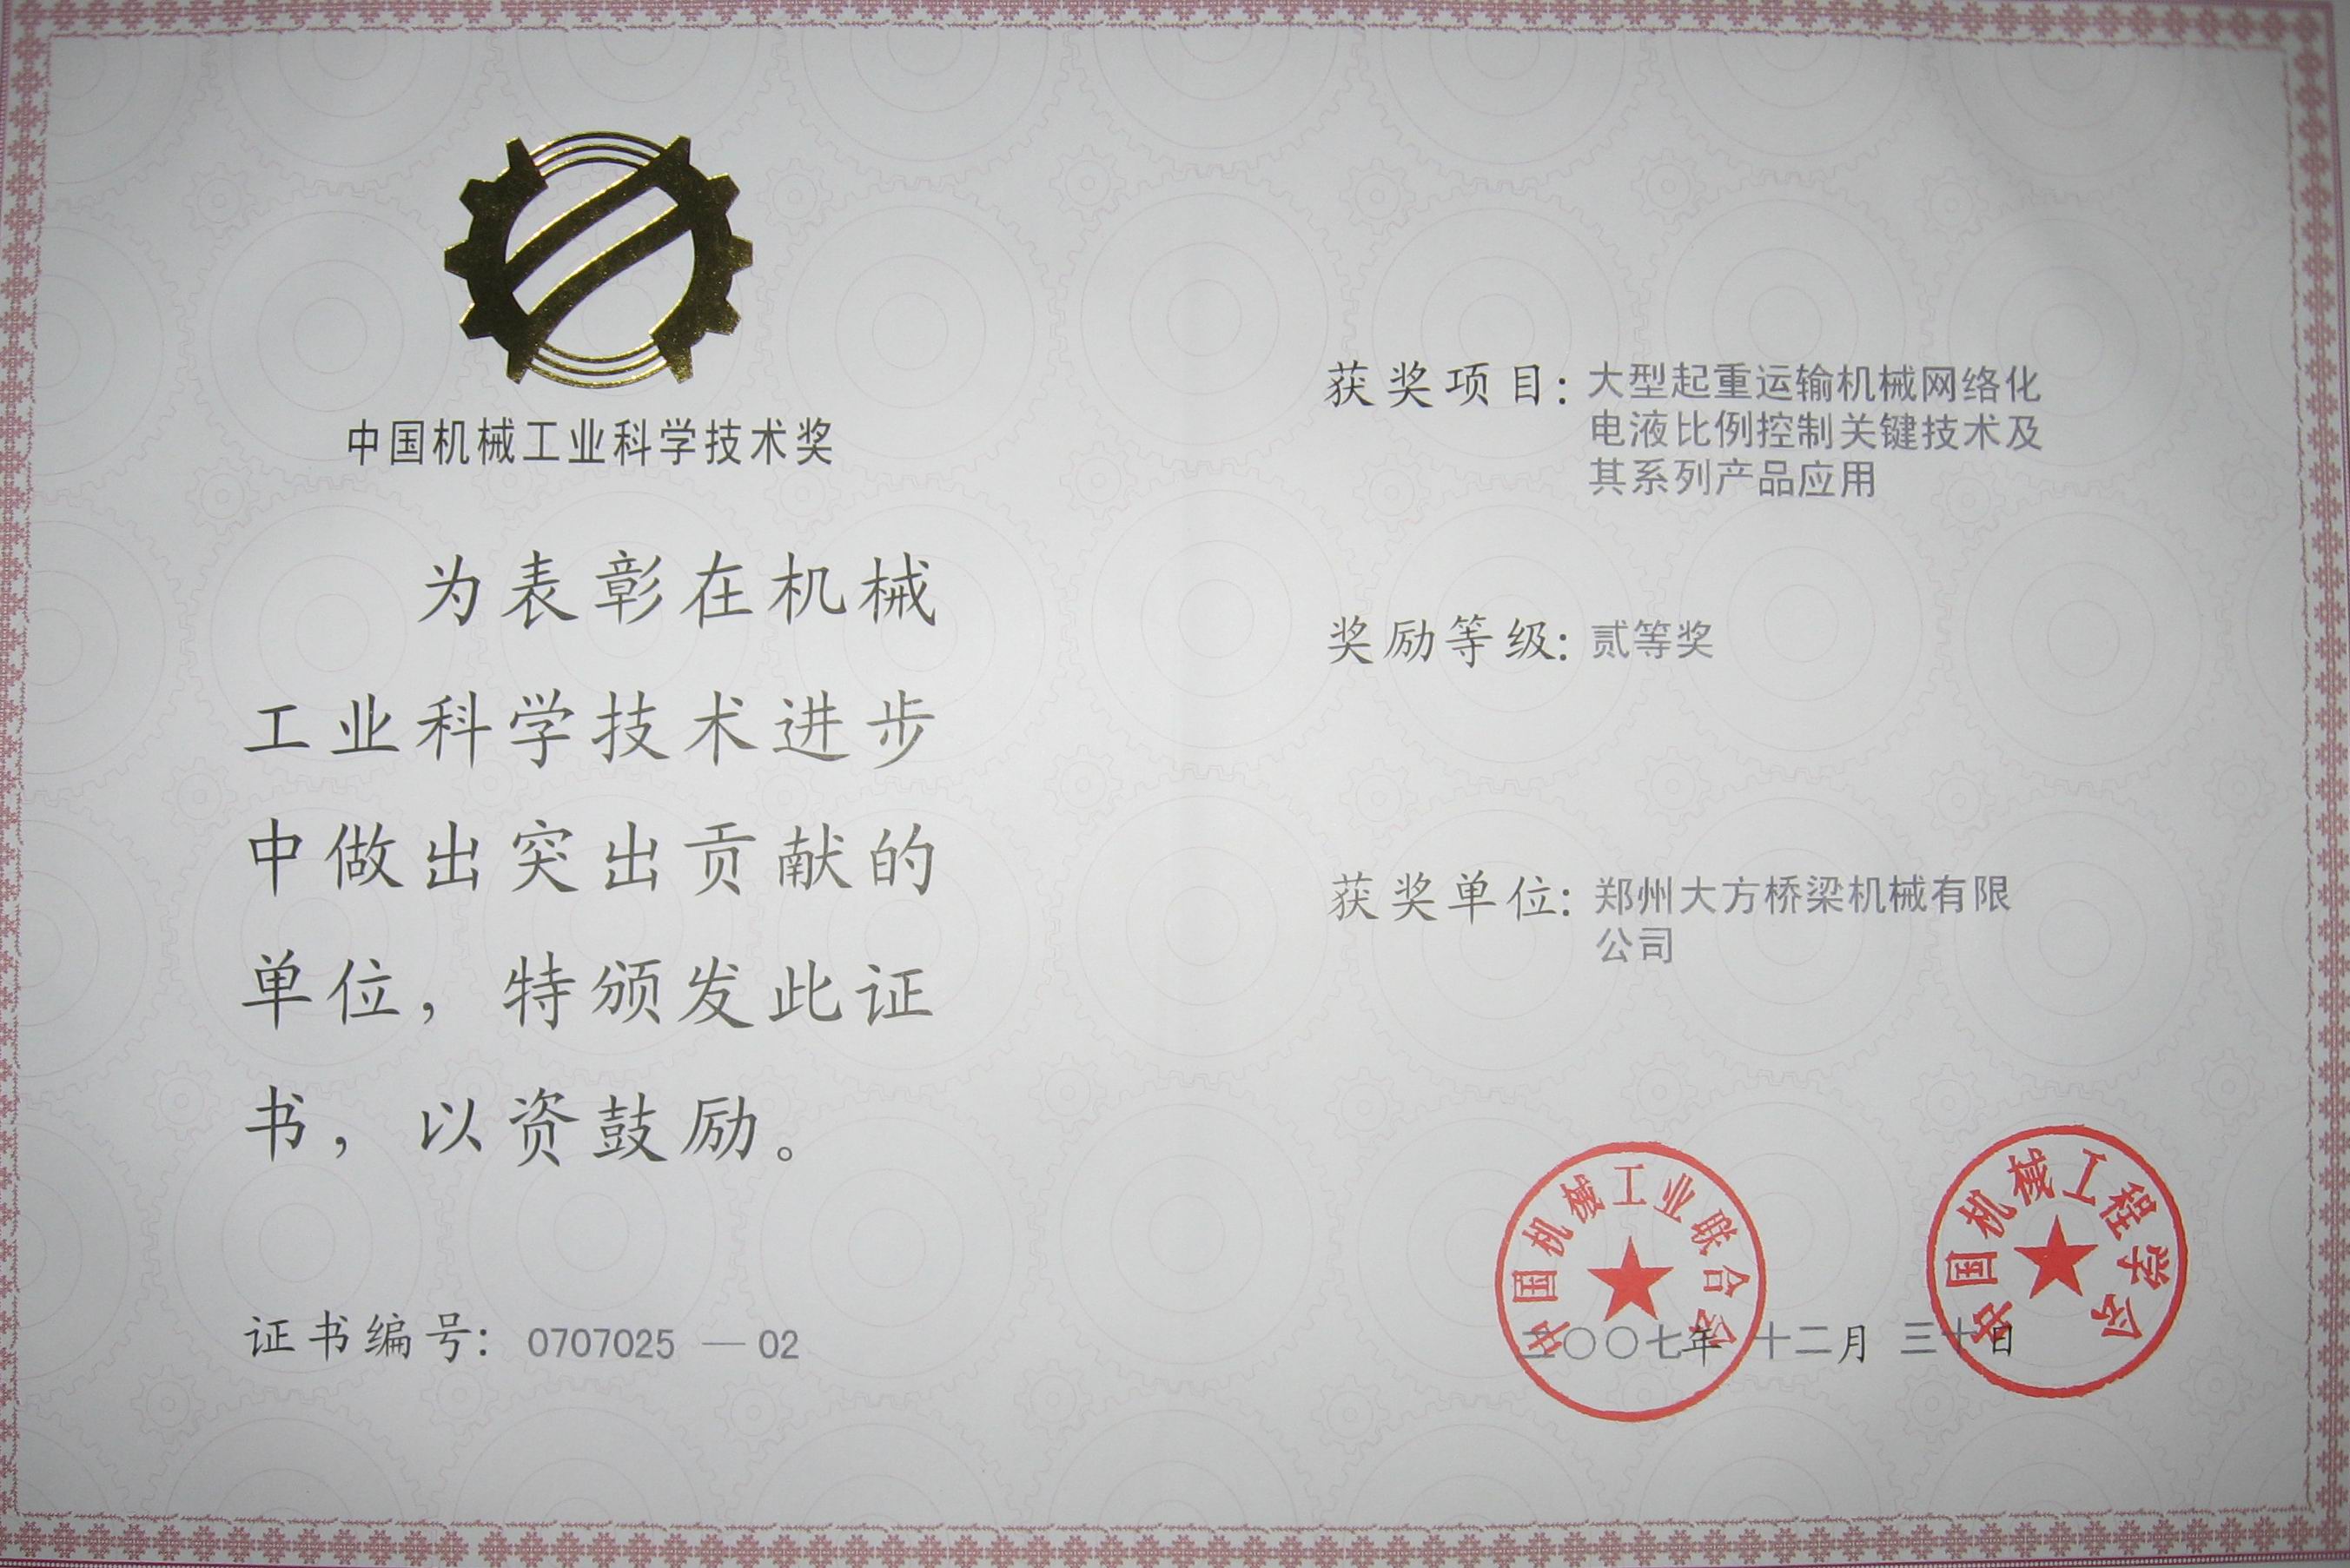 中国机械工业科学技术奖
为表彰在机械
工业科学技术进步
中做出突出贡献的
单位，特颁发此证
书，以资鼓励。
证书编号：0707025 — 02
获奖项目：大型起重运输机械网络化
电液比例控制关键技术及
其系列产品应用
奖励等级：贰等奖
获奖单位：郑州大方桥梁机械有限
公司
中国机械工业联合会
中国机械工程学会
二〇〇七年 十二月 三十日